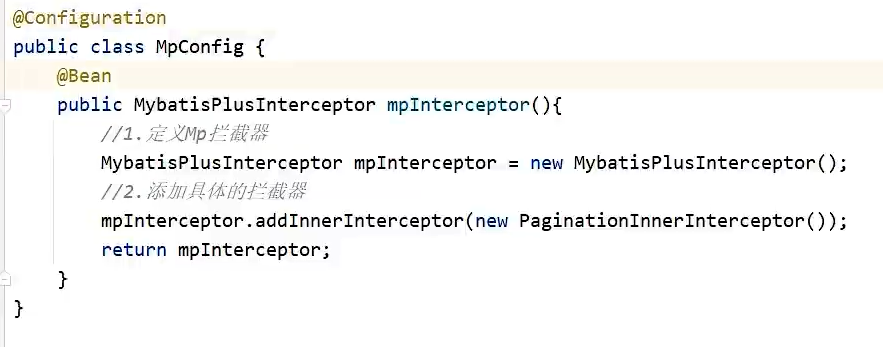 @Configuration
public class MpConfig {
@Bean
public MybatisPlusInterceptor mpInterceptor(){
//1.定义Mp拦截器
MybatisPlusInterceptor mpInterceptor = new MybatisPlusInterceptor();
//2.添加具体的拦截器
mpInterceptor.addInnerInterceptor(new PaginationInnerInterceptor());
return mpInterceptor;
}
}